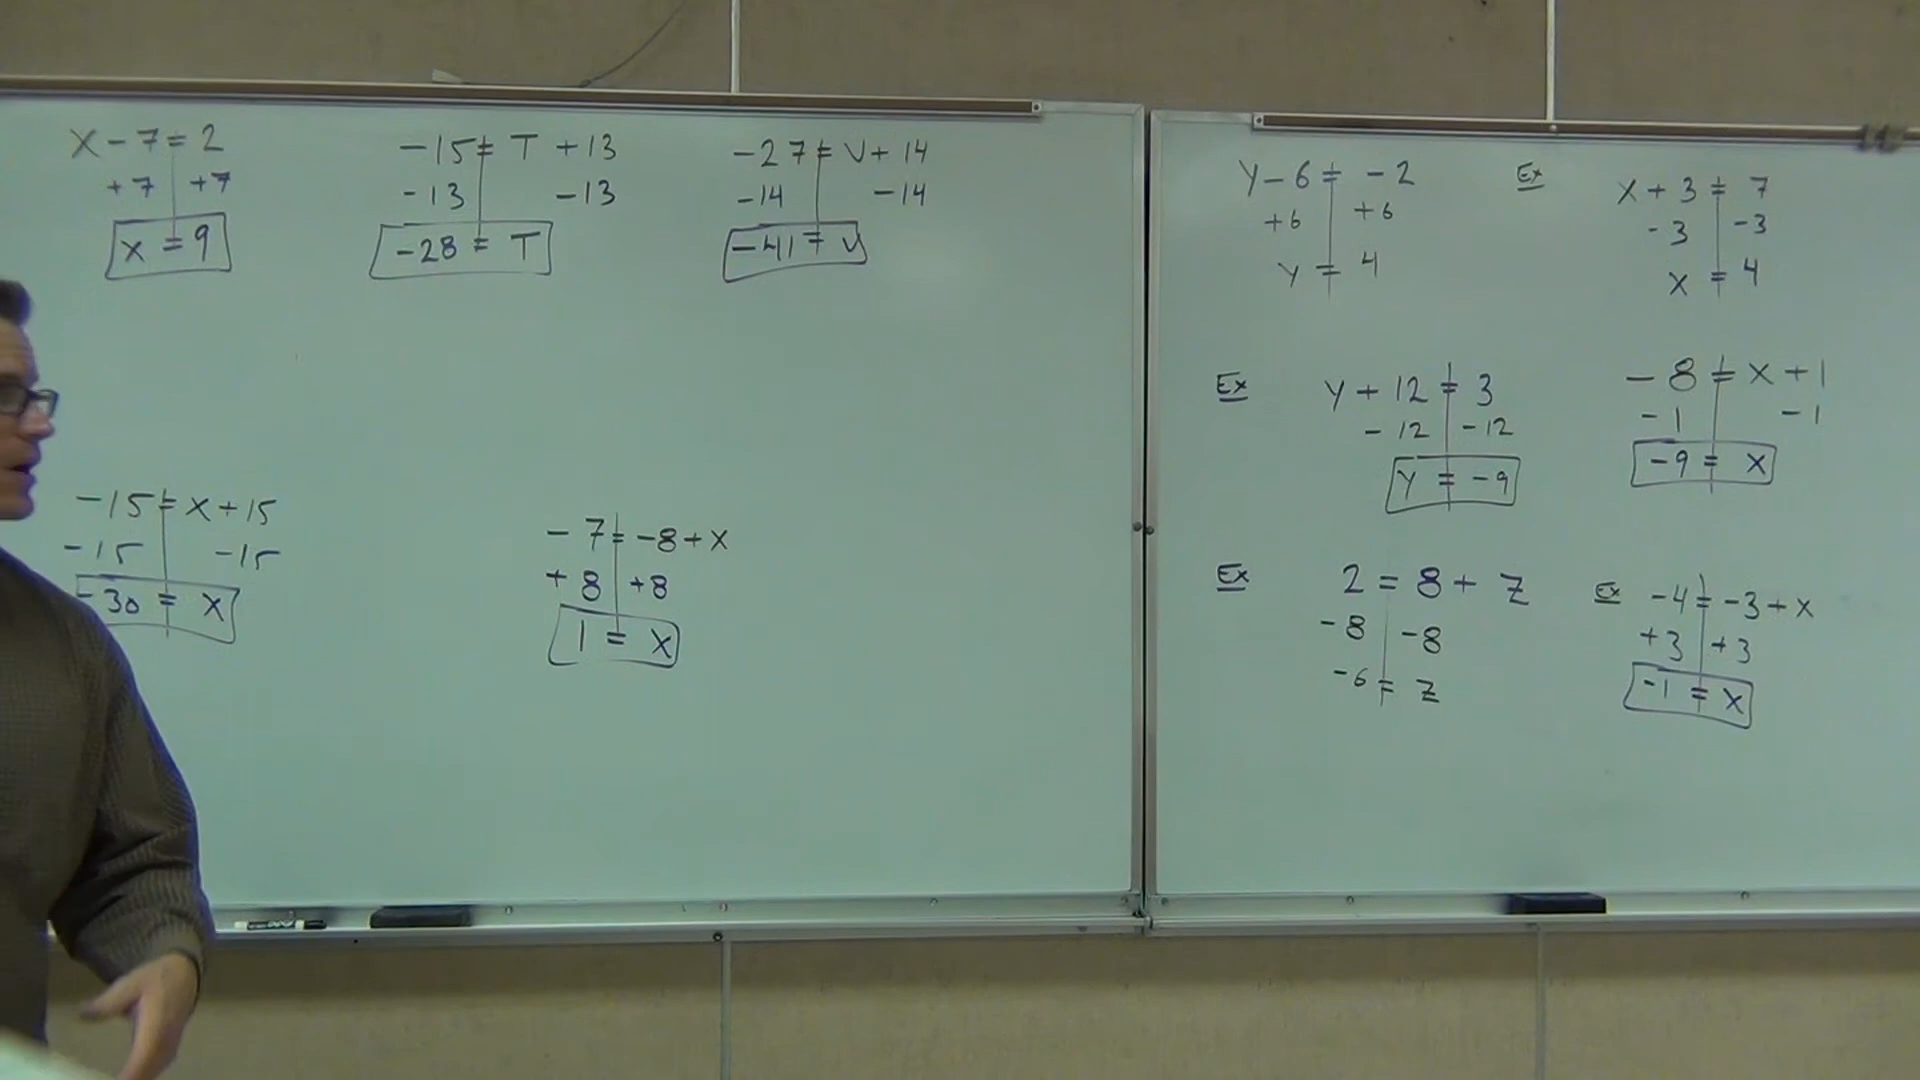 X - 7 = 2
+7 +7
x = 9
-15 = T + 13
-13 -13
-28 = T
-27 = V + 14
-14 -14
-41 = V
-15 = X + 15
-15 -15
-30 = X
-7 = -8 + X
+8 +8
1 = X
Y - 6 = -2
+6 +6
Y = 4
Ex
X + 3 = 7
-3 -3
X = 4
Ex
Y + 12 = 3
-12 -12
Y = -9
-8 = X + 1
-1 -1
-9 = X
Ex
2 = 8 + Z
-8 -8
-6 = Z
Ex
-4 = -3 + X
+3 +3
-1 = X